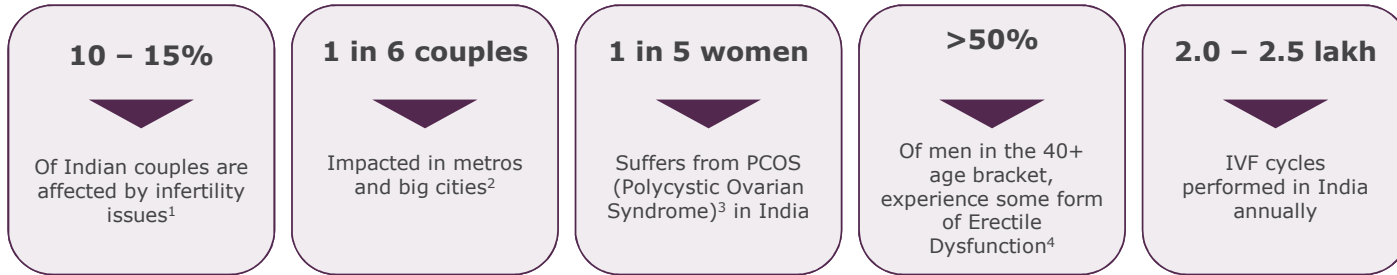 10 – 15%
Of Indian couples are
affected by infertility
issues¹
1 in 6 couples
Impacted in metros
and big cities²
1 in 5 women
Suffers from PCOS
(Polycystic Ovarian
Syndrome)³ in India
>50%
Of men in the 40+
age bracket,
experience some form
of Erectile
Dysfunction⁴
2.0 – 2.5 lakh
IVF cycles
performed in India
annually